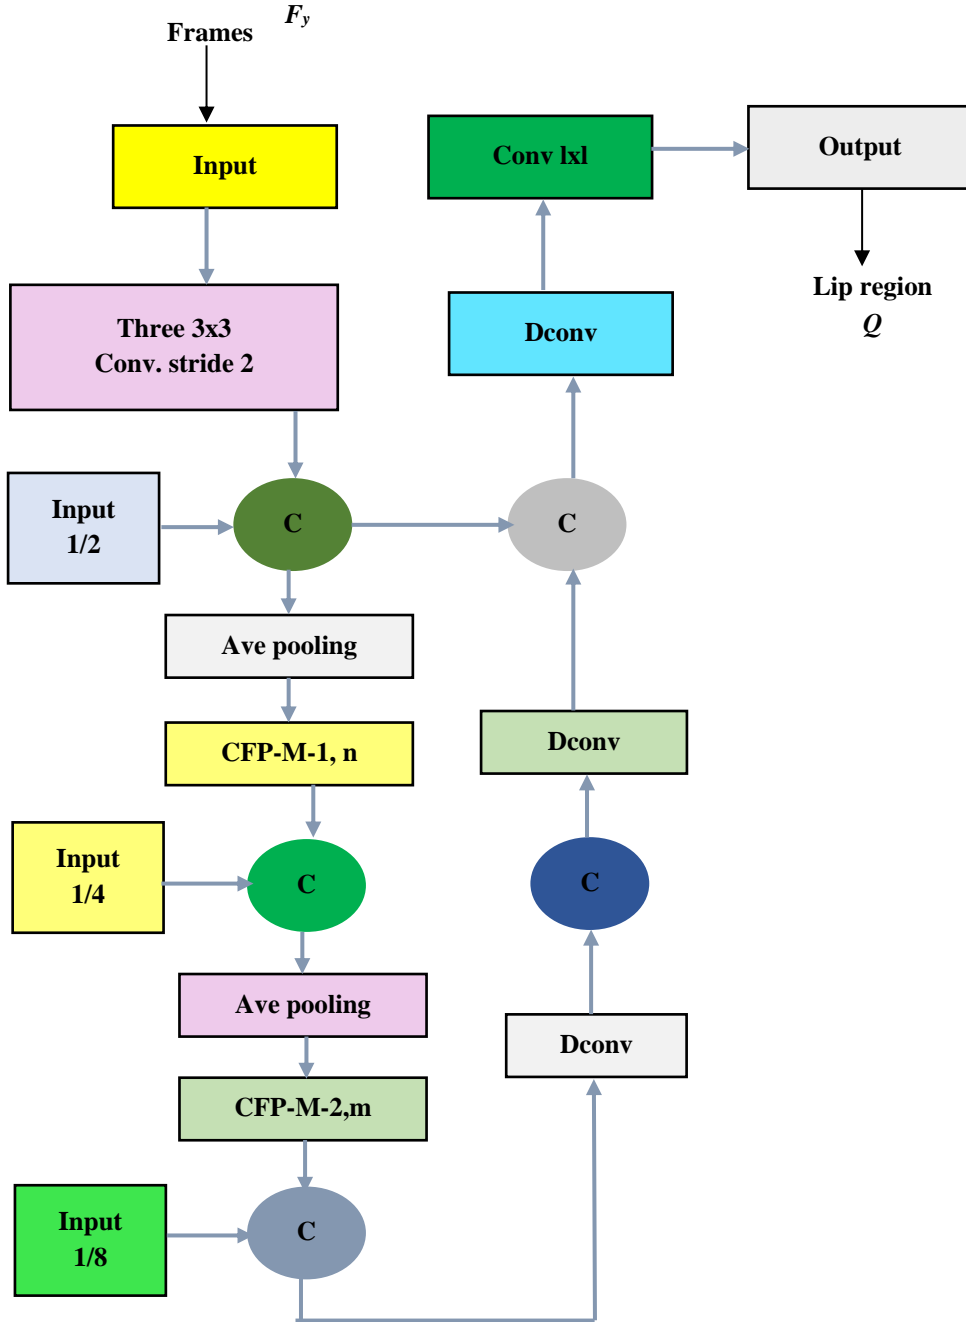 Frames
F_y
Input
Three 3x3
Conv. stride 2
Input
1/2
C
Ave pooling
CFP-M-1, n
Input
1/4
C
Ave pooling
CFP-M-2,m
Input
1/8
C
Dconv
C
Dconv
C
Dconv
Conv lxl
Output
Lip region
Q